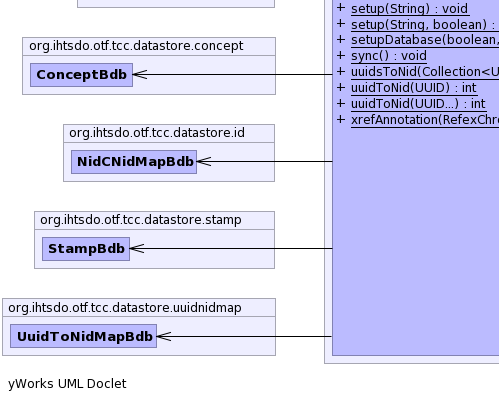 + setup(String) : void
+ setup(String, boolean) : void
+ setupDatabase(boolean,
+ sync() : void
+ uuidsToNid(Collection<U
+ uuidToNid(UUID) : int
+ uuidToNid(UUID...) : int
+ xrefAnnotation(RefexChr
org.ihtsdo.otf.tcc.datastore.concept
ConceptBdb
org.ihtsdo.otf.tcc.datastore.id
NidCNidMapBdb
org.ihtsdo.otf.tcc.datastore.stamp
StampBdb
org.ihtsdo.otf.tcc.datastore.uuidnidmap
UuidToNidMapBdb
yWorks UML Doclet